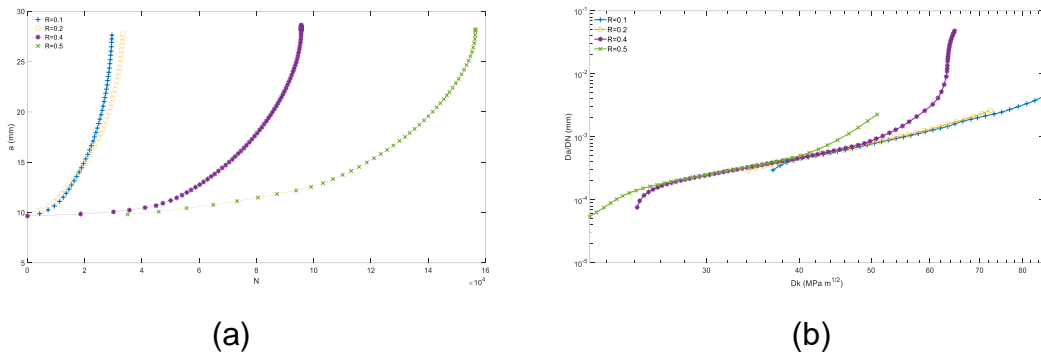 30
25
20
15
10
5
a (mm)
R=0.1
R=0.2
R=0.4
R=0.5
0 2 4 6 8 10 12 14 16
N
×10⁴
(a)
10⁻¹
10⁻²
10⁻³
10⁻⁴
10⁻⁵
Da/DN (mm)
R=0.1
R=0.2
R=0.4
R=0.5
30 40 50 60 70 80
Dk (MPa m^1/2)
(b)